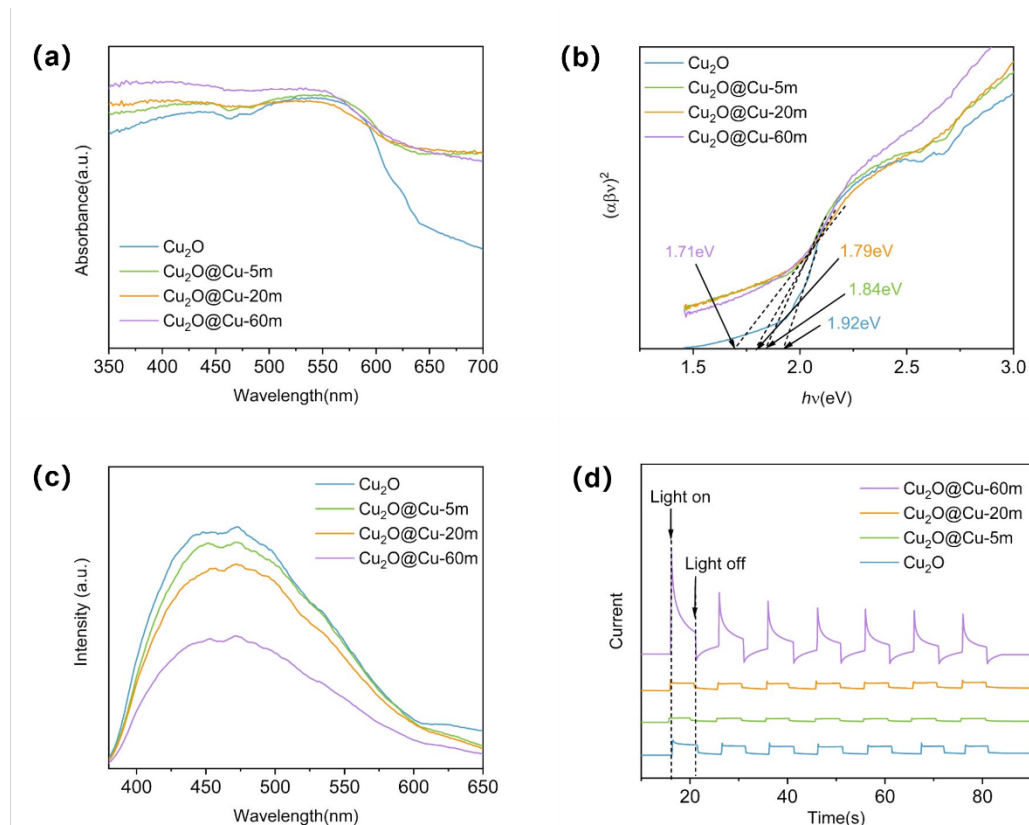 (a)
Absorbance(a.u.)
Cu₂O
Cu₂O@Cu-5m
Cu₂O@Cu-20m
Cu₂O@Cu-60m
350 400 450 500 550 600 650 700
Wavelength(nm)
(b)
(αβν)²
Cu₂O
Cu₂O@Cu-5m
Cu₂O@Cu-20m
Cu₂O@Cu-60m
1.71eV
1.79eV
1.84eV
1.92eV
1.5 2.0 2.5 3.0
hν(eV)
(c)
Intensity (a.u.)
Cu₂O
Cu₂O@Cu-5m
Cu₂O@Cu-20m
Cu₂O@Cu-60m
400 450 500 550 600 650
Wavelength(nm)
(d)
Current
Light on
Light off
Cu₂O@Cu-60m
Cu₂O@Cu-20m
Cu₂O@Cu-5m
Cu₂O
20 40 60 80
Time(s)